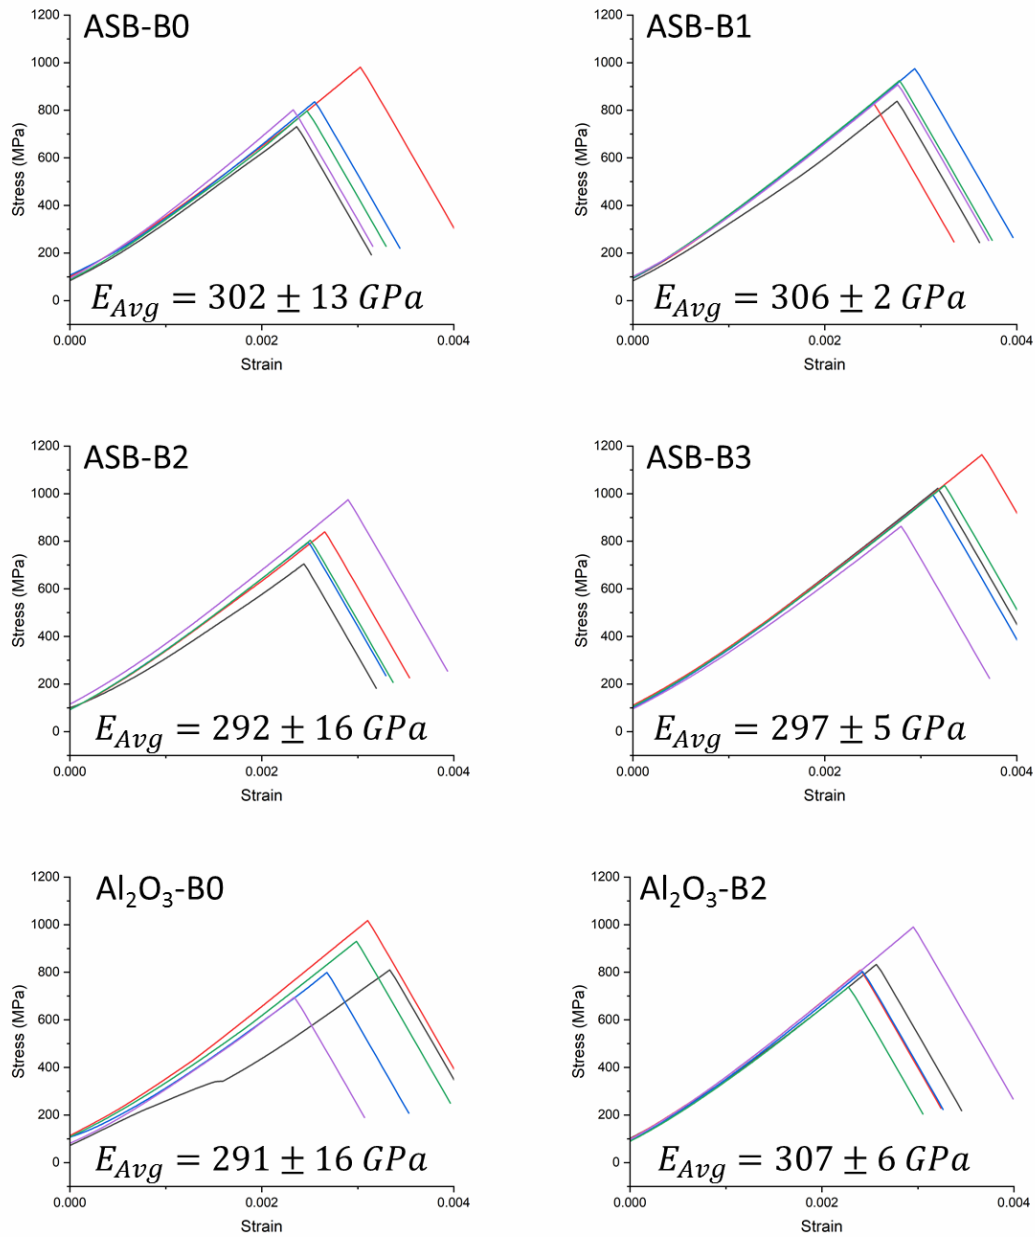 ASB-B0
1200
1000
800
600
400
200
0
Stress (MPa)
E_Avg = 302 ± 13 GPa
0.000
0.002
0.004
Strain
ASB-B1
1200
1000
800
600
400
200
0
Stress (MPa)
E_Avg = 306 ± 2 GPa
0.000
0.002
0.004
Strain
ASB-B2
1200
1000
800
600
400
200
0
Stress (MPa)
E_Avg = 292 ± 16 GPa
0.000
0.002
0.004
Strain
ASB-B3
1200
1000
800
600
400
200
0
Stress (MPa)
E_Avg = 297 ± 5 GPa
0.000
0.002
0.004
Strain
Al₂O₃-B0
1200
1000
800
600
400
200
0
Stress (MPa)
E_Avg = 291 ± 16 GPa
0.000
0.002
0.004
Strain
Al₂O₃-B2
1200
1000
800
600
400
200
0
Stress (MPa)
E_Avg = 307 ± 6 GPa
0.000
0.002
0.004
Strain